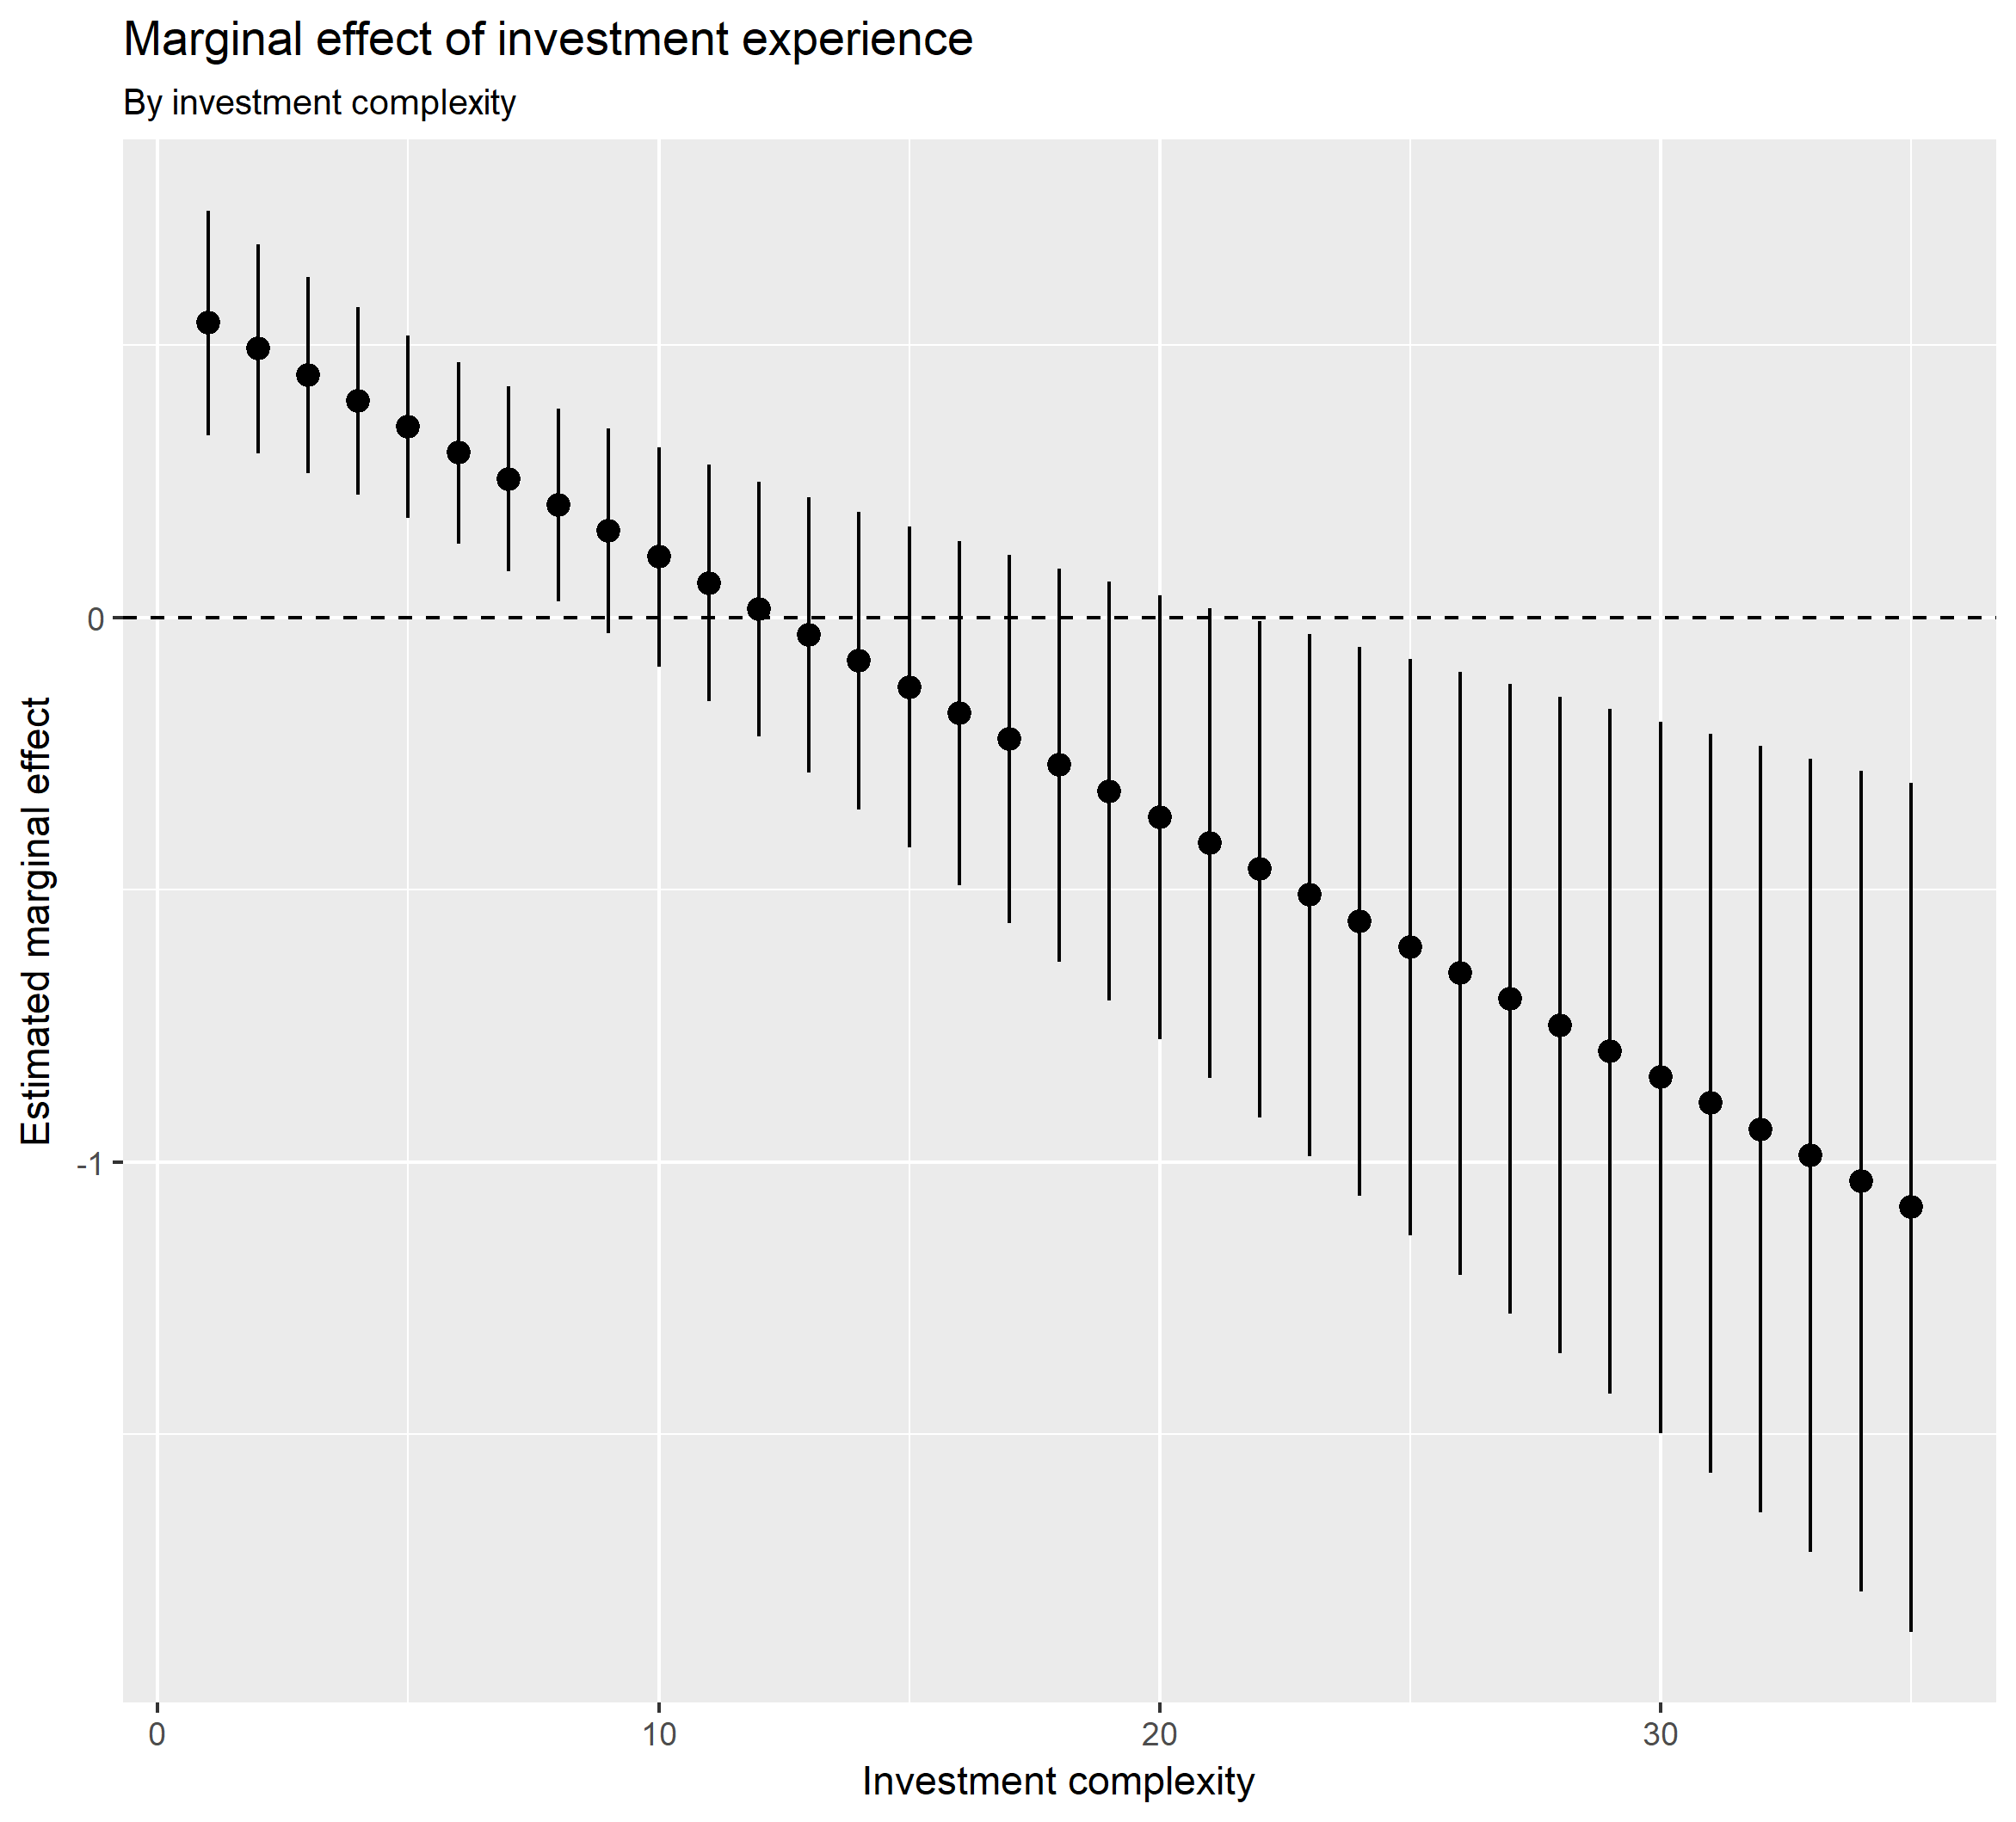 Marginal effect of investment experience
By investment complexity
Estimated marginal effect
0
-1
0
10
20
30
Investment complexity